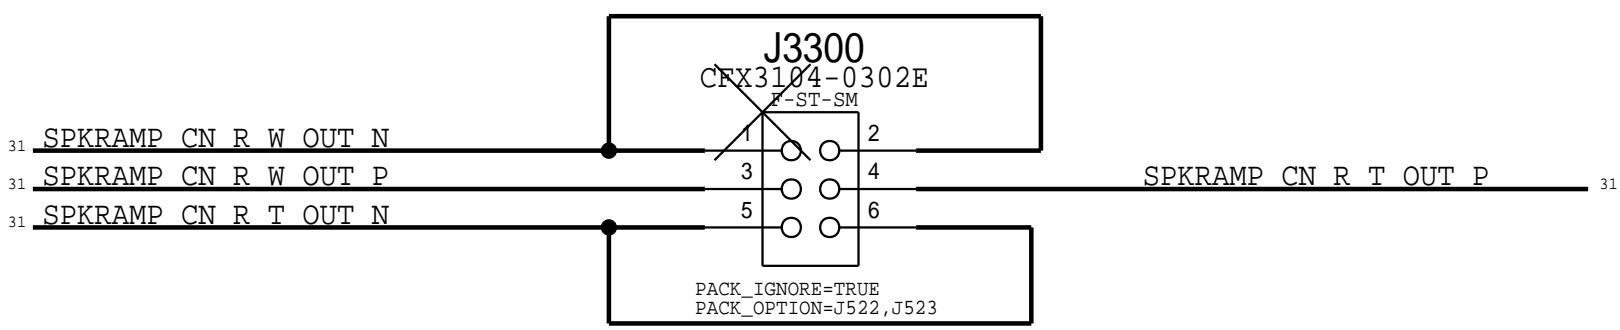 J3300
CFX3104-0302E
F-ST-SM
31 SPKRAMP CN R W OUT N 1 2
31 SPKRAMP CN R W OUT P 3 4 SPKRAMP CN R T OUT P 31
31 SPKRAMP CN R T OUT N 5 6
PACK_IGNORE=TRUE
PACK_OPTION=J522,J523